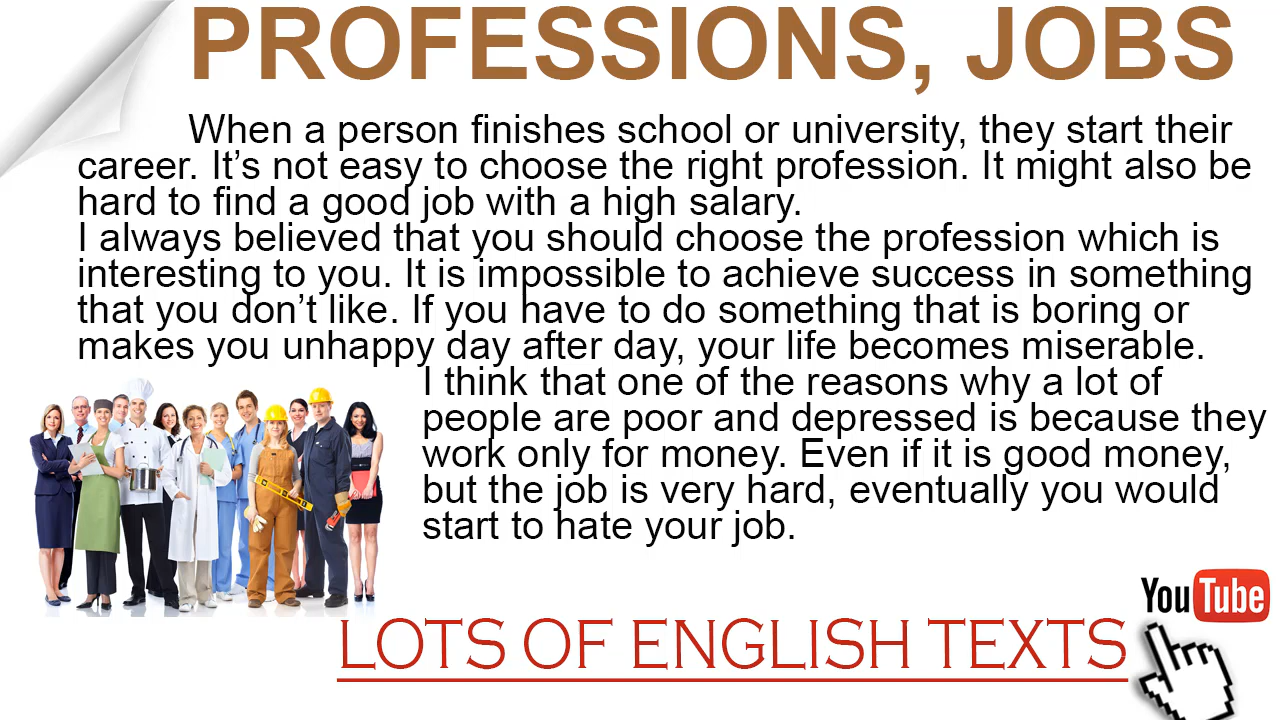 PROFESSIONS, JOBS
When a person finishes school or university, they start their
career. It’s not easy to choose the right profession. It might also be
hard to find a good job with a high salary.
I always believed that you should choose the profession which is
interesting to you. It is impossible to achieve success in something
that you don’t like. If you have to do something that is boring or
makes you unhappy day after day, your life becomes miserable.
I think that one of the reasons why a lot of
people are poor and depressed is because they
work only for money. Even if it is good money,
but the job is very hard, eventually you would
start to hate your job.
YouTube
LOTS OF ENGLISH TEXTS